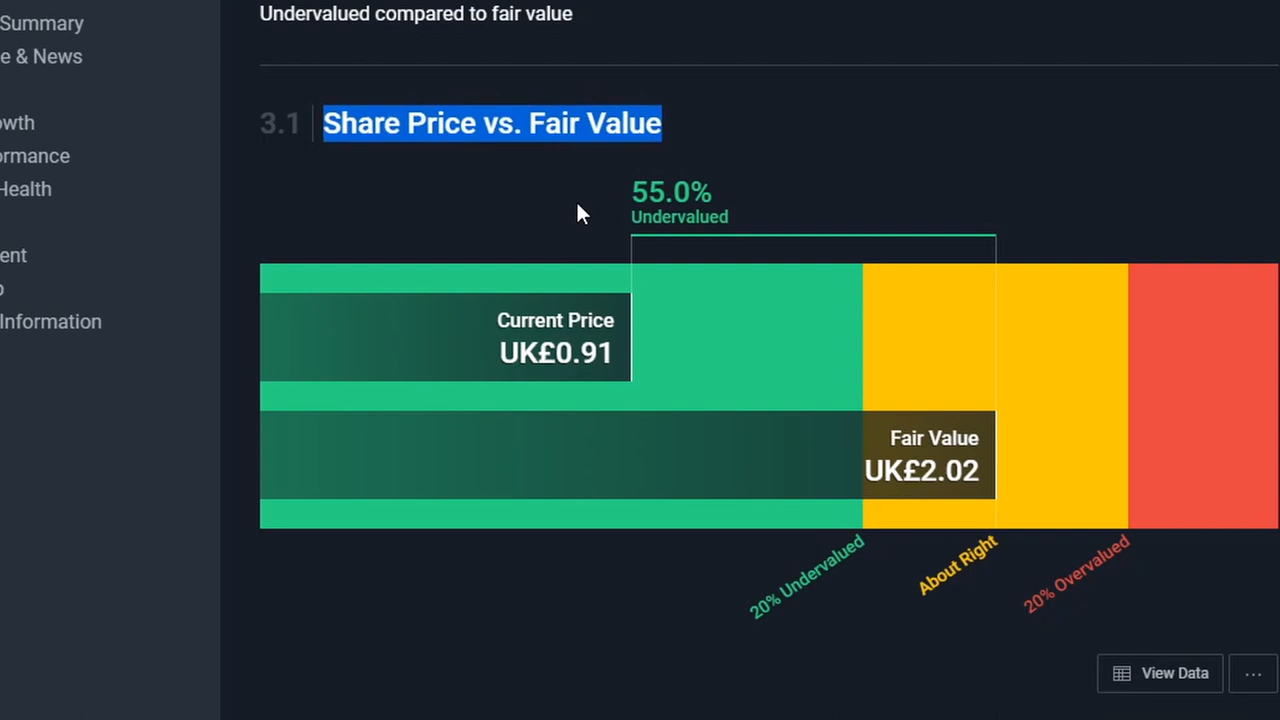 Summary
e & News
owth
ormance
Health
ent
p
Information
Undervalued compared to fair value
3.1
Share Price vs. Fair Value
55.0%
Undervalued
Current Price
UK£0.91
Fair Value
UK£2.02
20% Undervalued
About Right
20% Overvalued
View Data
...